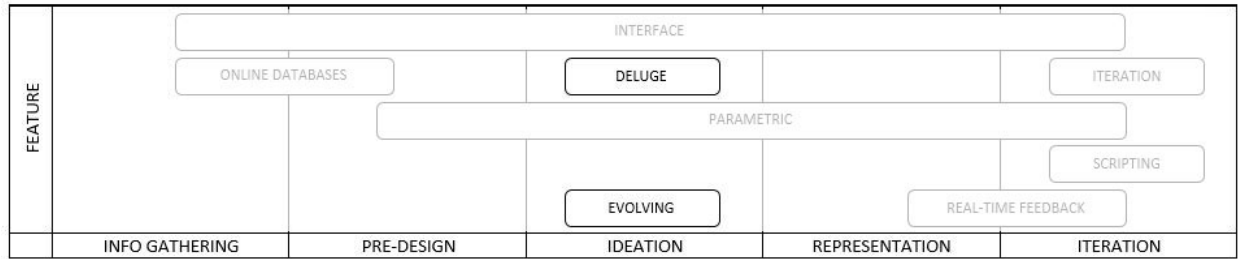 FEATURE
INTERFACE
ONLINE DATABASES
DELUGE
ITERATION
PARAMETRIC
SCRIPTING
EVOLVING
REAL-TIME FEEDBACK
INFO GATHERING
PRE-DESIGN
IDEATION
REPRESENTATION
ITERATION